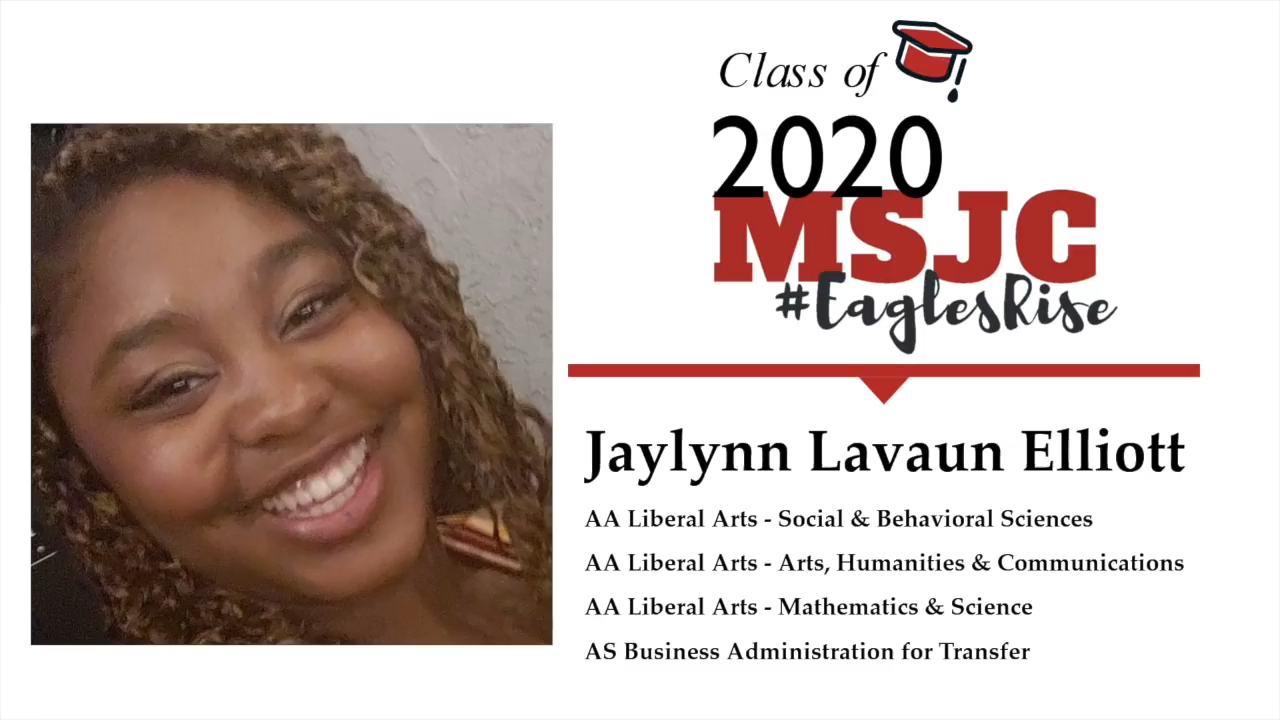 Class of
2020
MSJC
#EaglesRise
Jaylynn Lavaun Elliott
AA Liberal Arts - Social & Behavioral Sciences
AA Liberal Arts - Arts, Humanities & Communications
AA Liberal Arts - Mathematics & Science
AS Business Administration for Transfer